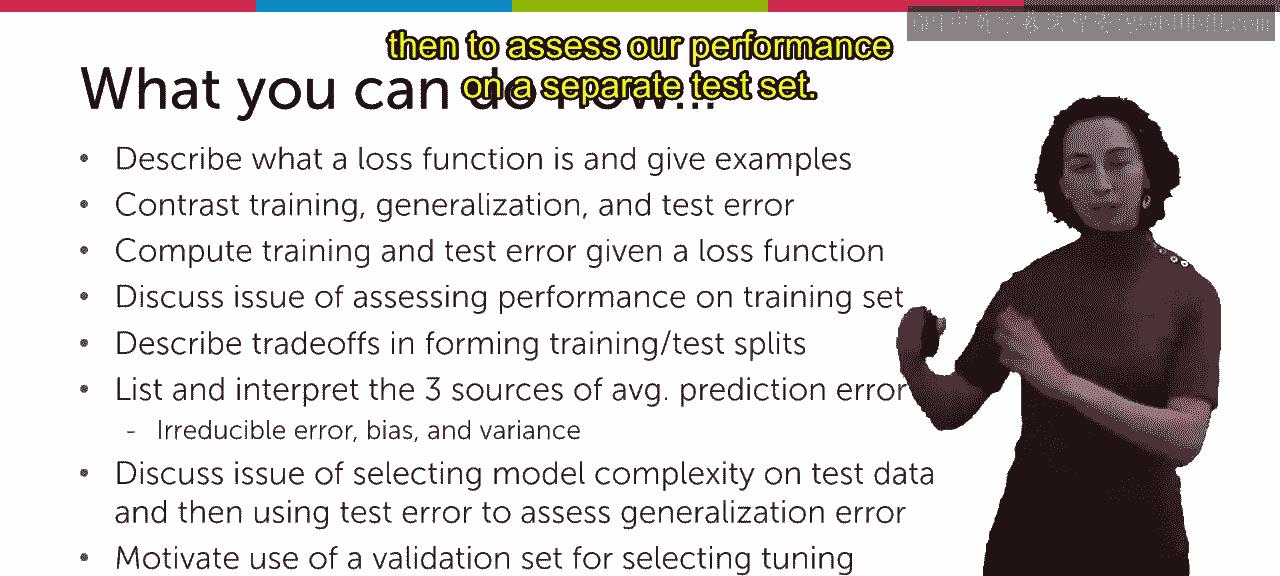 then to assess our performance
on a separate test set.
What you can do now...
• Describe what a loss function is and give examples
• Contrast training, generalization, and test error
• Compute training and test error given a loss function
• Discuss issue of assessing performance on training set
• Describe tradeoffs in forming training/test splits
• List and interpret the 3 sources of avg. prediction error
- Irreducible error, bias, and variance
• Discuss issue of selecting model complexity on test data
and then using test error to assess generalization error
• Motivate use of a validation set for selecting tuning